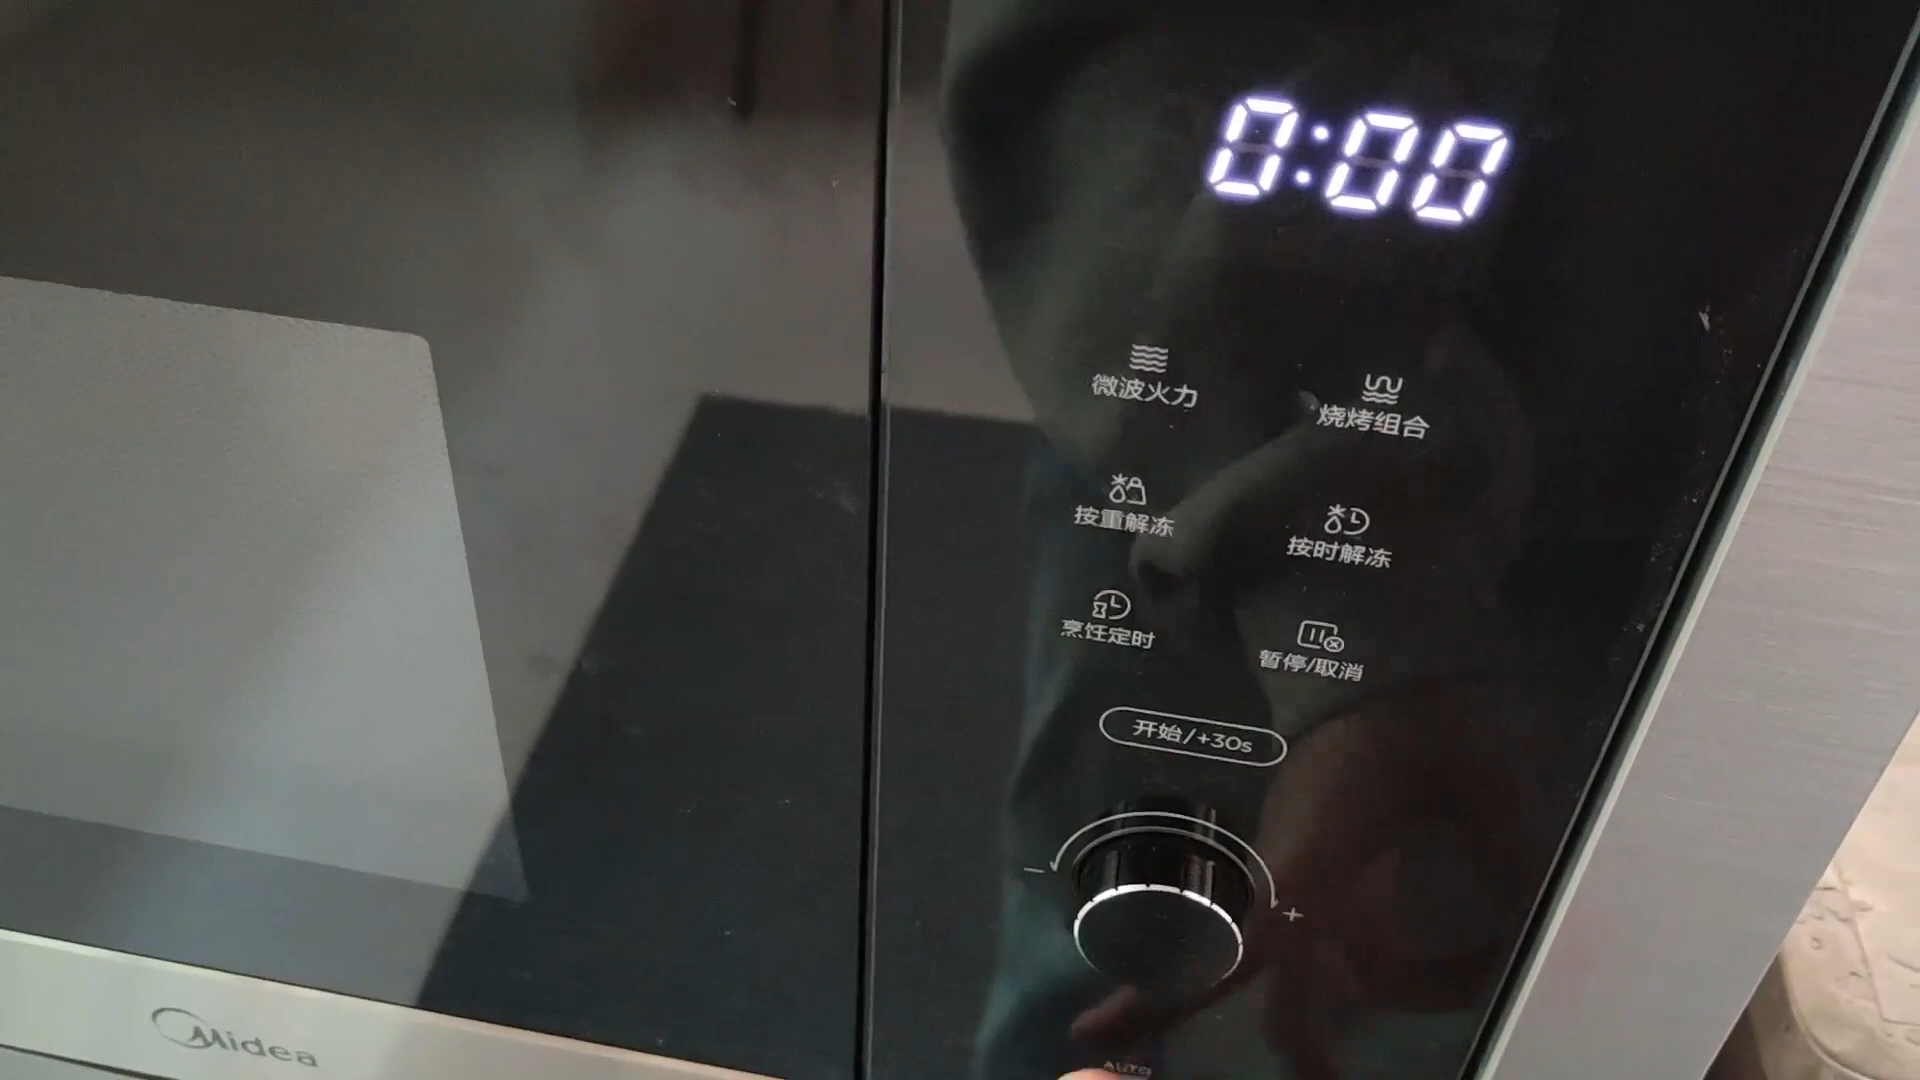 0:00
微波火力
烧烤组合
按重解冻
按时解冻
烹饪定时
暂停/取消
开始/+30s
- +
AUTO
Midea